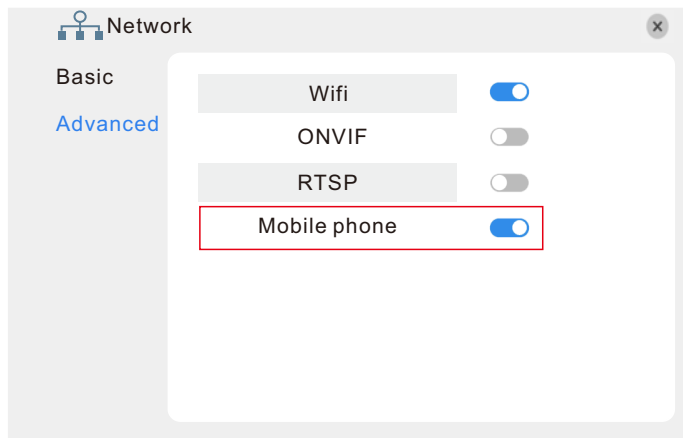 Network
Basic
Advanced
Wifi
ONVIF
RTSP
Mobile phone